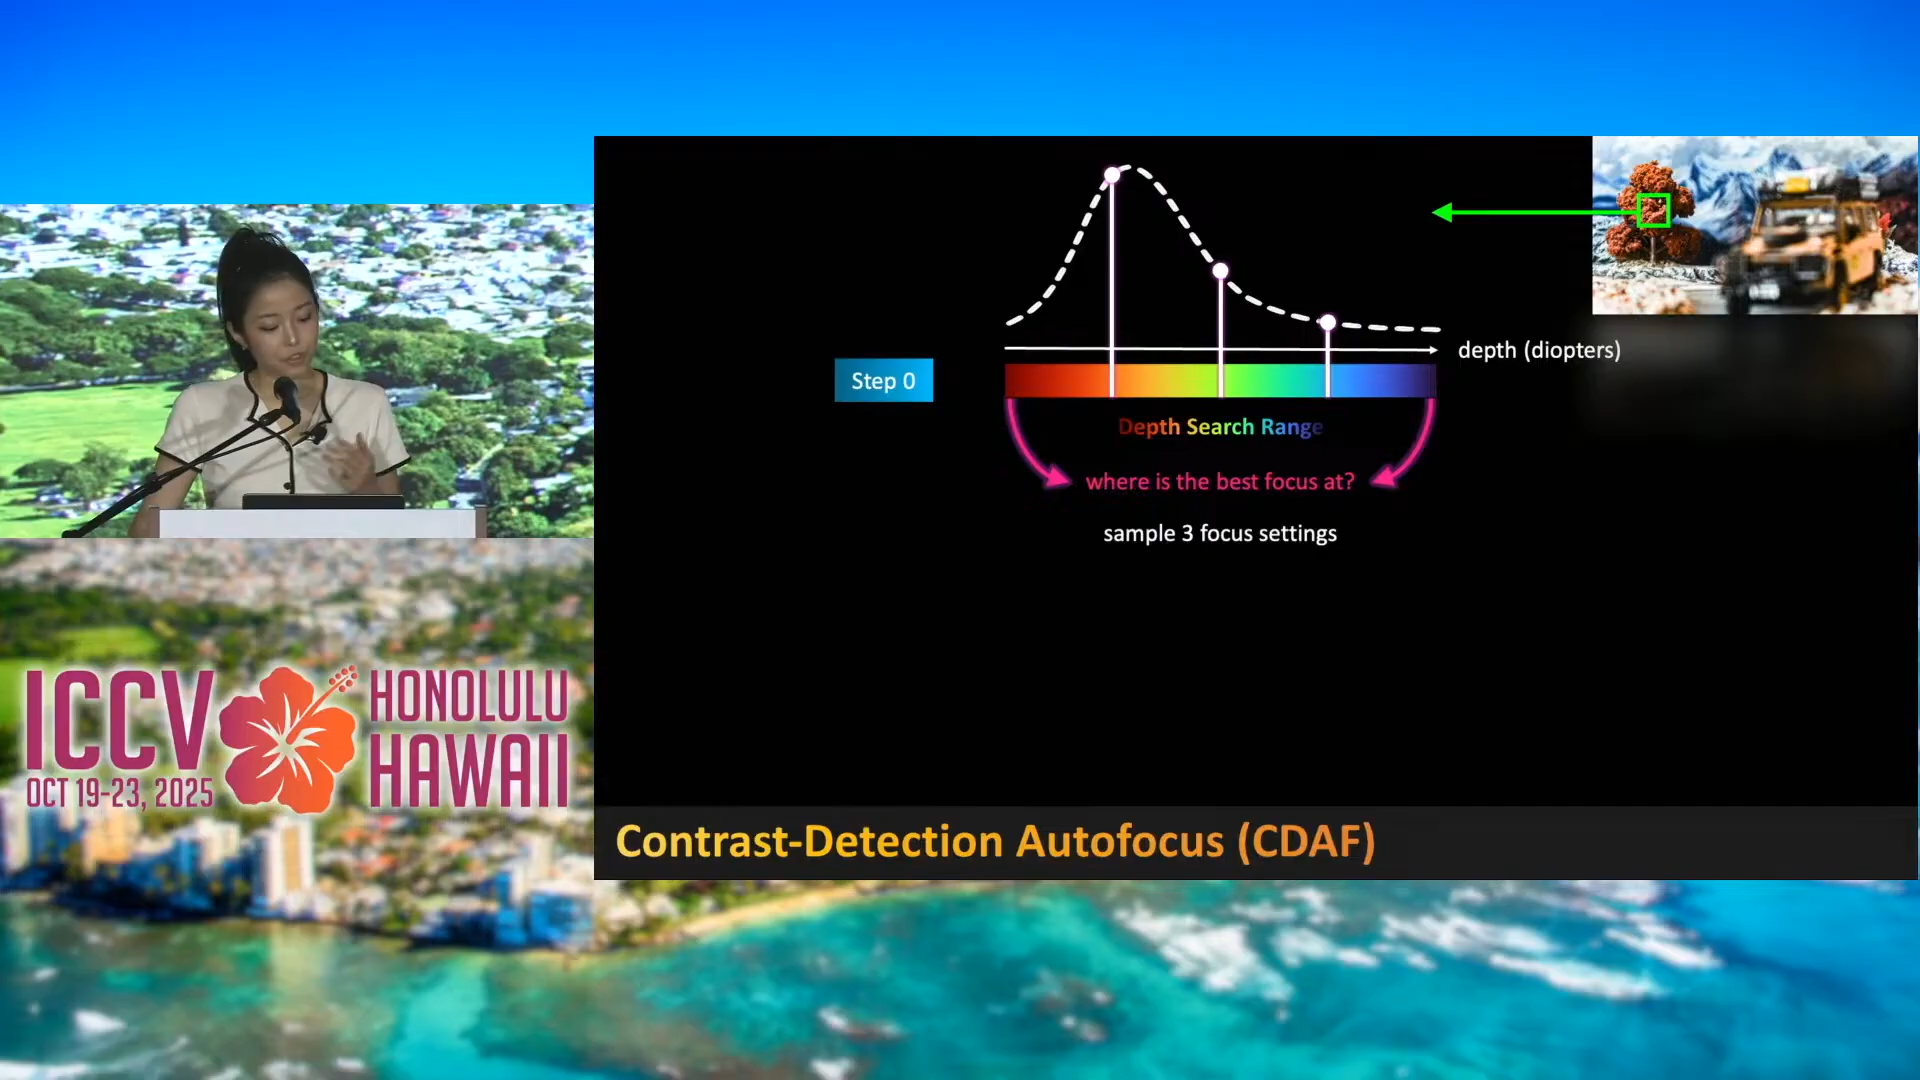 Step 0
depth (diopters)
Depth Search Range
where is the best focus at?
sample 3 focus settings
Contrast-Detection Autofocus (CDAF)
ICCV
OCT 19-23, 2025
HONOLULU
HAWAII